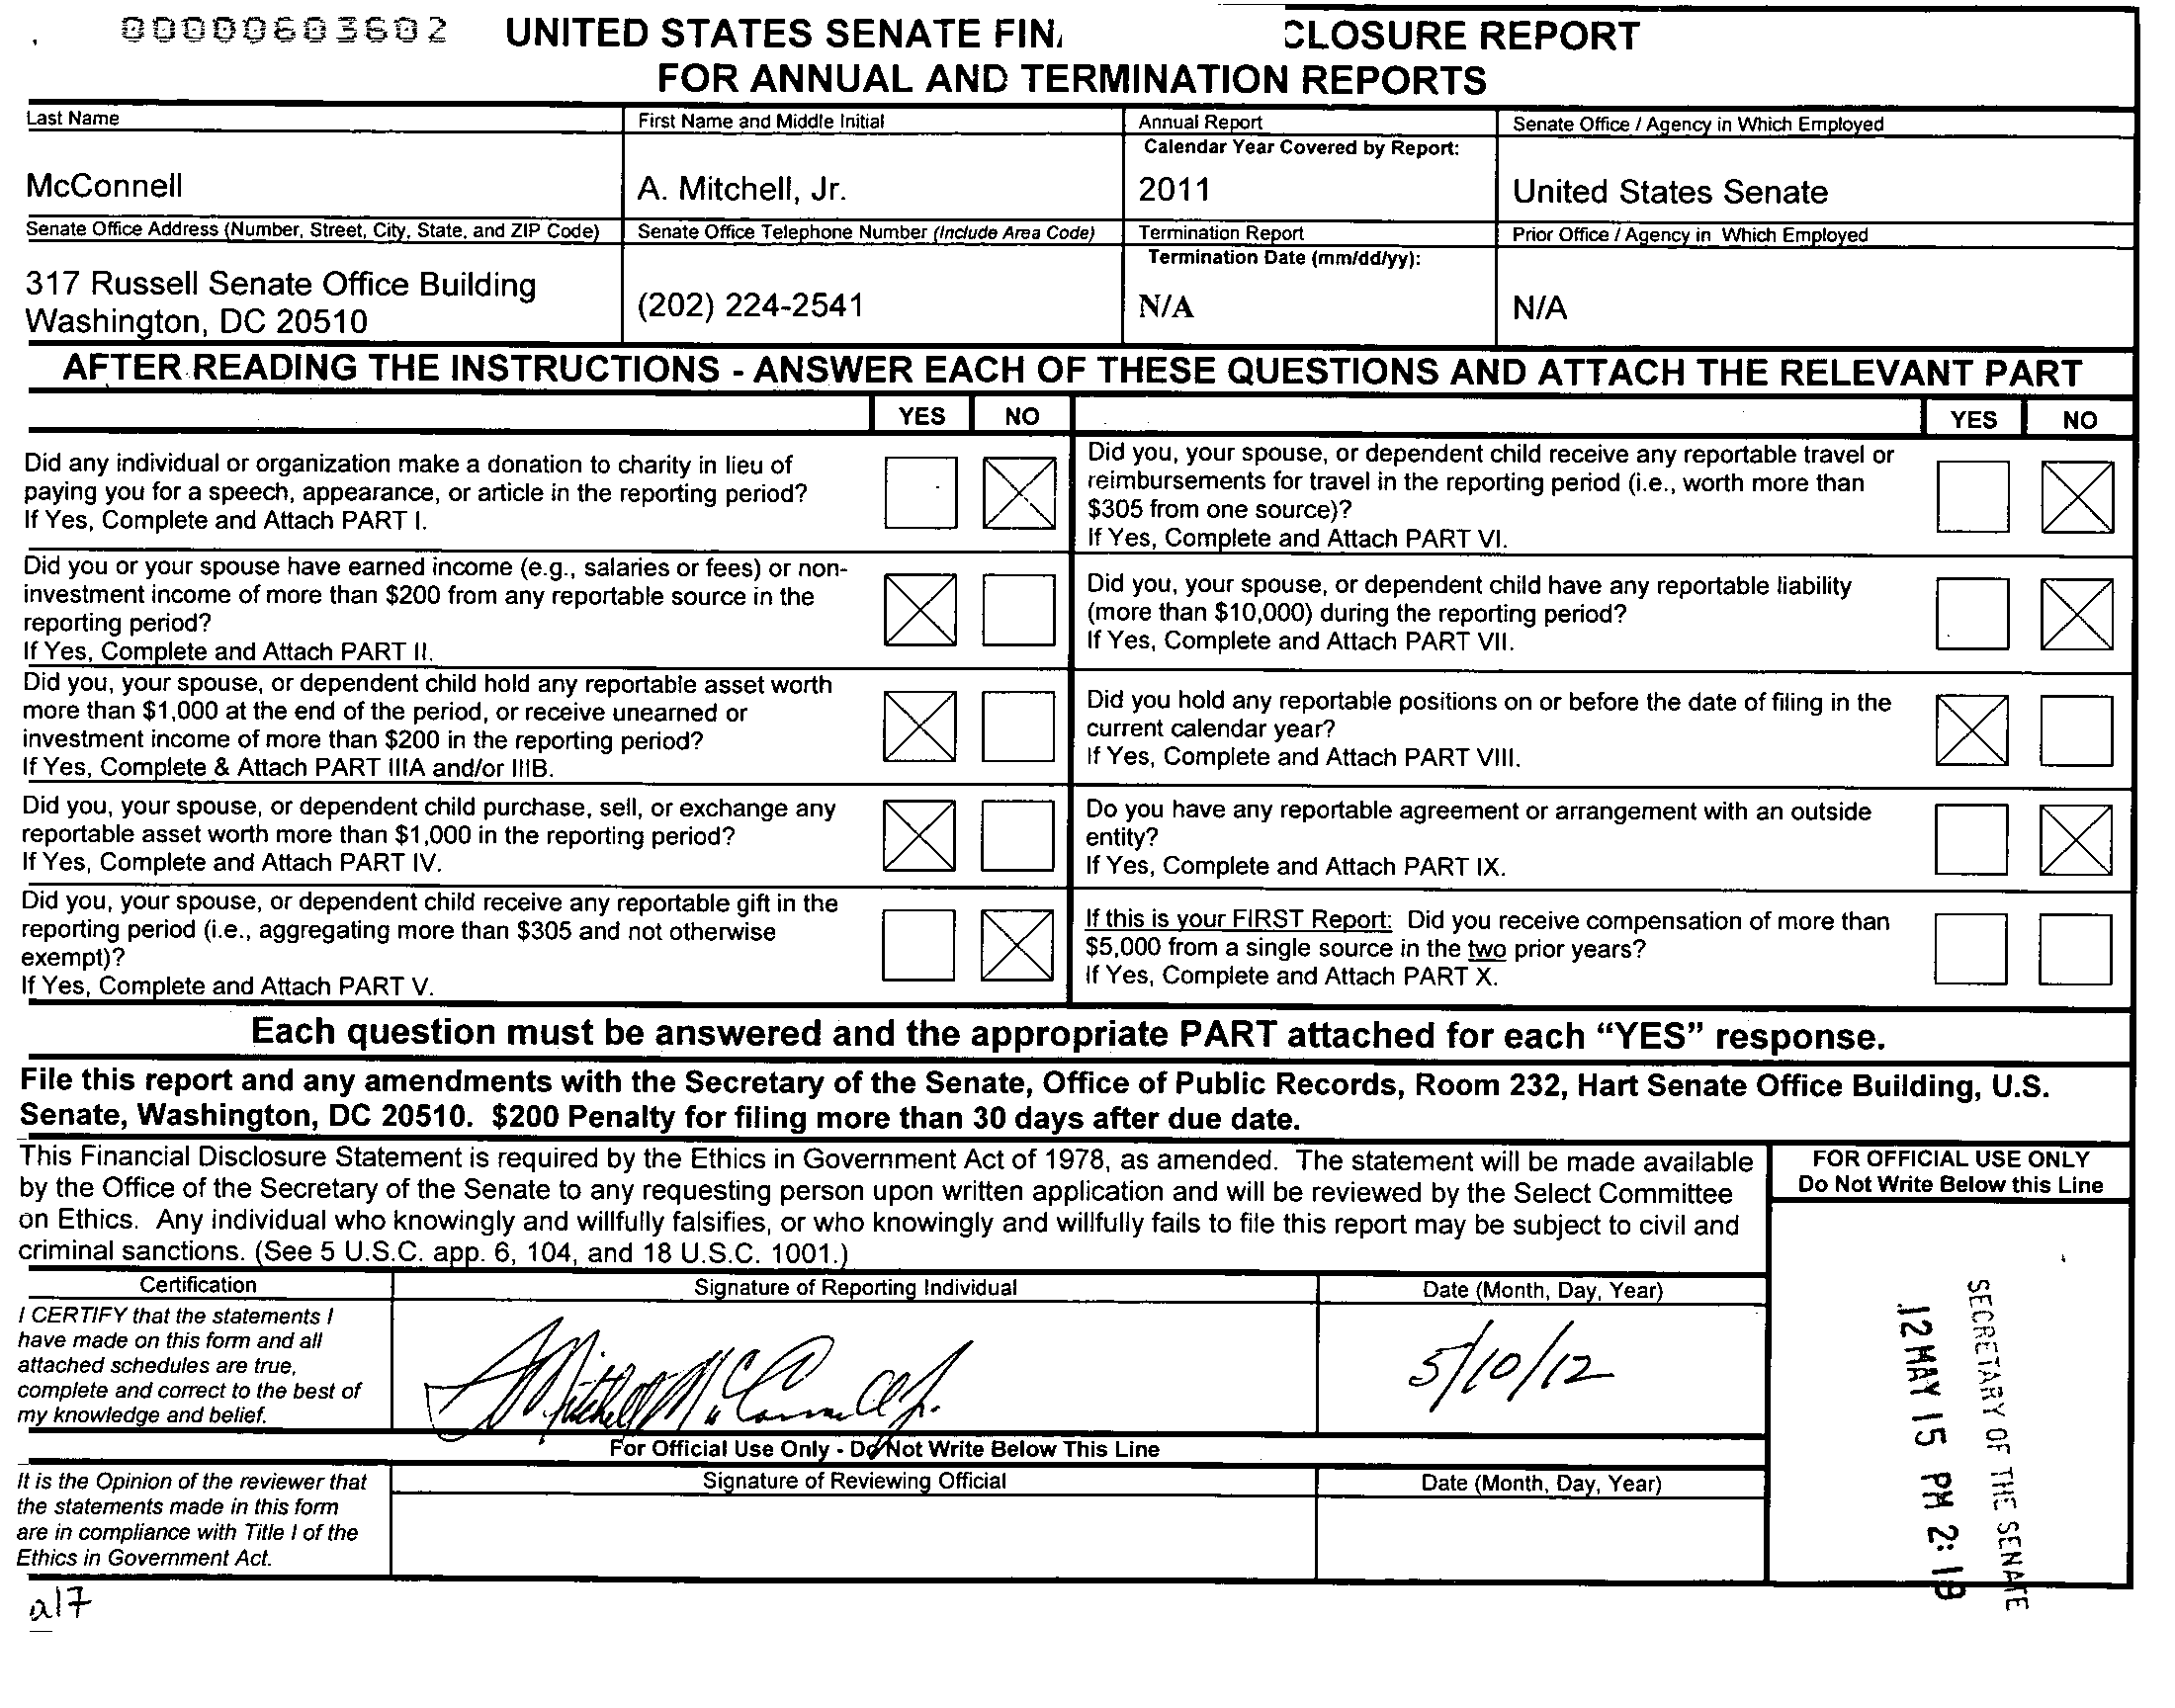 00000603602
UNITED STATES SENATE FIN CLOSURE REPORT
FOR ANNUAL AND TERMINATION REPORTS
Last Name
First Name and Middle Initial
Annual Report
Senate Office / Agency in Which Employed
Calendar Year Covered by Report:
McConnell
A. Mitchell, Jr.
2011
United States Senate
Senate Office Address (Number, Street, City, State, and ZIP Code)
Senate Office Telephone Number (Include Area Code)
Termination Report
Prior Office / Agency in Which Employed
Termination Date (mm/dd/yy):
317 Russell Senate Office Building
Washington, DC 20510
(202) 224-2541
N/A
N/A
AFTER READING THE INSTRUCTIONS - ANSWER EACH OF THESE QUESTIONS AND ATTACH THE RELEVANT PART
YES NO
Did any individual or organization make a donation to charity in lieu of
paying you for a speech, appearance, or article in the reporting period?
If Yes, Complete and Attach PART I.
Did you or your spouse have earned income (e.g., salaries or fees) or non-
investment income of more than $200 from any reportable source in the
reporting period?
If Yes, Complete and Attach PART II.
Did you, your spouse, or dependent child hold any reportable asset worth
more than $1,000 at the end of the period, or receive unearned or
investment income of more than $200 in the reporting period?
If Yes, Complete & Attach PART IIIA and/or IIIB.
Did you, your spouse, or dependent child purchase, sell, or exchange any
reportable asset worth more than $1,000 in the reporting period?
If Yes, Complete and Attach PART IV.
Did you, your spouse, or dependent child receive any reportable gift in the
reporting period (i.e., aggregating more than $305 and not otherwise
exempt)?
If Yes, Complete and Attach PART V.
YES NO
Did you, your spouse, or dependent child receive any reportable travel or
reimbursements for travel in the reporting period (i.e., worth more than
$305 from one source)?
If Yes, Complete and Attach PART VI.
Did you, your spouse, or dependent child have any reportable liability
(more than $10,000) during the reporting period?
If Yes, Complete and Attach PART VII.
Did you hold any reportable positions on or before the date of filing in the
current calendar year?
If Yes, Complete and Attach PART VIII.
Do you have any reportable agreement or arrangement with an outside
entity?
If Yes, Complete and Attach PART IX.
If this is your FIRST Report: Did you receive compensation of more than
$5,000 from a single source in the two prior years?
If Yes, Complete and Attach PART X.
Each question must be answered and the appropriate PART attached for each “YES” response.
File this report and any amendments with the Secretary of the Senate, Office of Public Records, Room 232, Hart Senate Office Building, U.S.
Senate, Washington, DC 20510. $200 Penalty for filing more than 30 days after due date.
This Financial Disclosure Statement is required by the Ethics in Government Act of 1978, as amended. The statement will be made available
by the Office of the Secretary of the Senate to any requesting person upon written application and will be reviewed by the Select Committee
on Ethics. Any individual who knowingly and willfully falsifies, or who knowingly and willfully fails to file this report may be subject to civil and
criminal sanctions. (See 5 U.S.C. app. 6, 104, and 18 U.S.C. 1001.)
FOR OFFICIAL USE ONLY
Do Not Write Below this Line
Certification
Signature of Reporting Individual
Date (Month, Day, Year)
I CERTIFY that the statements I
have made on this form and all
attached schedules are true,
complete and correct to the best of
my knowledge and belief.
A. Mitchell McConnell Jr.
5/10/12
For Official Use Only - Do Not Write Below This Line
It is the Opinion of the reviewer that
the statements made in this form
are in compliance with Title I of the
Ethics in Government Act.
Signature of Reviewing Official
Date (Month, Day, Year)
SECRETARY OF THE SENATE
12 MAY 15 PM 2:18
a17